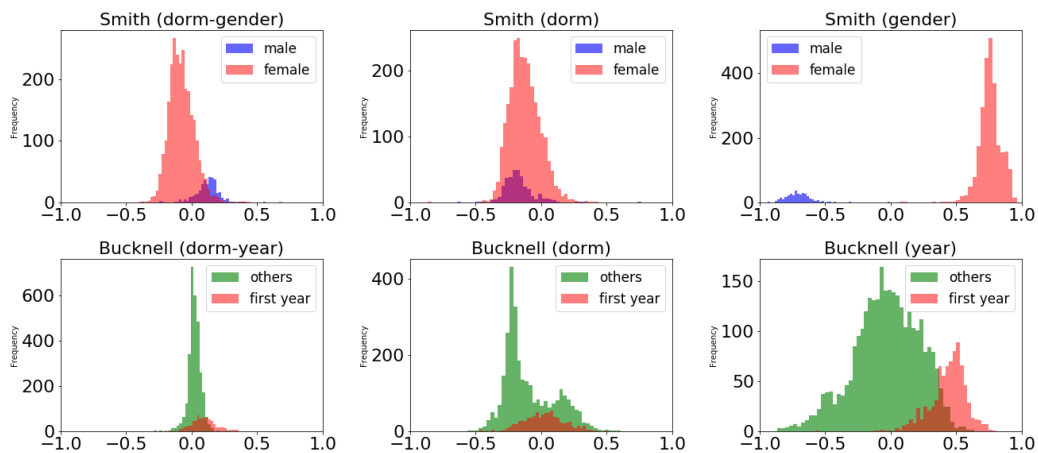 Smith (dorm-gender)
male
female
Frequency
200
100
0
−1.0 −0.5 0.0 0.5 1.0
Smith (dorm)
male
female
Frequency
200
100
0
−1.0 −0.5 0.0 0.5 1.0
Smith (gender)
male
female
Frequency
400
200
0
−1.0 −0.5 0.0 0.5 1.0
Bucknell (dorm-year)
others
first year
Frequency
600
400
200
0
−1.0 −0.5 0.0 0.5 1.0
Bucknell (dorm)
others
first year
Frequency
400
200
0
−1.0 −0.5 0.0 0.5 1.0
Bucknell (year)
others
first year
Frequency
150
100
50
0
−1.0 −0.5 0.0 0.5 1.0